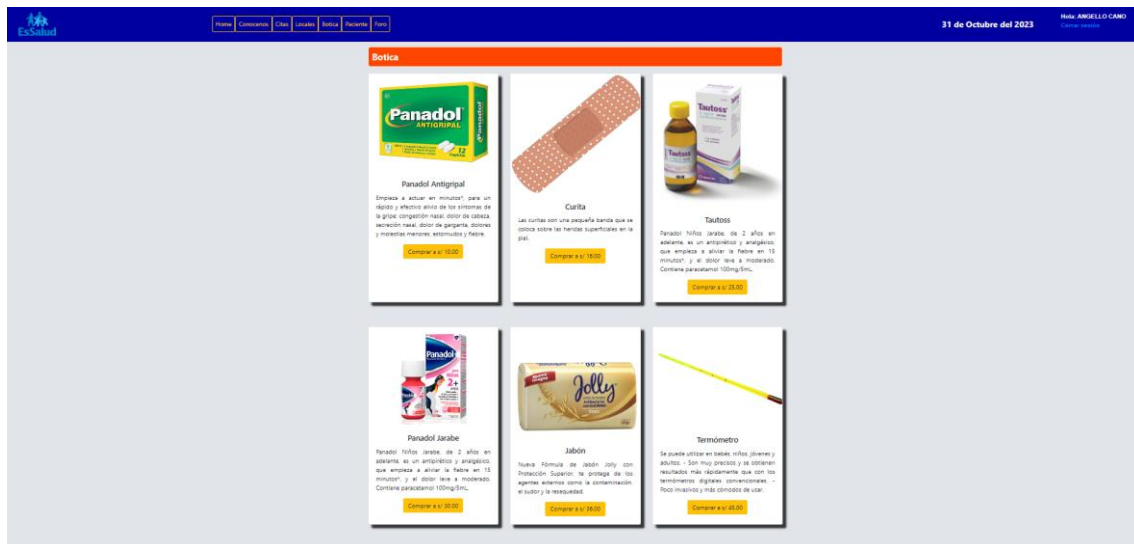 EsSalud
Home Conocenos Citas Locales Botica Paciente Foro
31 de Octubre del 2023
Hola: ANGELLO CANO
Cerrar sesión
Botica
Panadol
ANTIGRIPAL
Panadol
12
Panadol Antigripal
Empieza a actuar en minutos*, para un
rápido y efectivo alivio de los síntomas de
la gripe: congestión nasal, dolor de cabeza,
secreción nasal, dolor de garganta, dolores
y molestias menores, estornudos y fiebre.
Comprar a s/ 10.00
Curita
Las curitas son una pequeña banda que se
coloca sobre las heridas superficiales en la
piel.
Comprar a s/ 16.00
Tautoss
Tautoss
Tautoss
Panadol Niños Jarabe, de 2 años en
adelante, es un antipirético y analgésico,
que empieza a aliviar la fiebre en 15
minutos*, y el dolor leve a moderado.
Contiene paracetamol 100mg/5mL.
Comprar a s/ 25.00
Panadol
2+
Panadol Jarabe
Panadol Niños Jarabe, de 2 años en
adelante, es un antipirético y analgésico,
que empieza a aliviar la fiebre en 15
minutos*, y el dolor leve a moderado.
Contiene paracetamol 100mg/5mL.
Comprar a s/ 30.00
Jolly
Jabón
Nueva Fórmula de Jabón Jolly con
Protección Superior, te protege de los
agentes externos como la contaminación,
el sudor y la resequedad.
Comprar a s/ 36.00
Termómetro
Se puede utilizar en bebés, niños, jóvenes y
adultos. - Son muy precisos y se obtienen
resultados más rápidamente que con los
termómetros digitales convencionales. -
Poco invasivos y más cómodos de usar.
Comprar a s/ 45.00